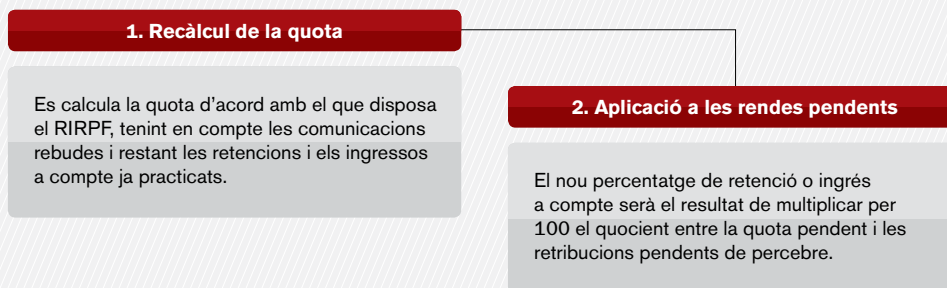 1. Recàlcul de la quota
Es calcula la quota d’acord amb el que disposa
el RIRPF, tenint en compte les comunicacions
rebudes i restant les retencions i els ingressos
a compte ja practicats.
2. Aplicació a les rendes pendents
El nou percentatge de retenció o ingrés
a compte serà el resultat de multiplicar per
100 el quocient entre la quota pendent i les
retribucions pendents de percebre.